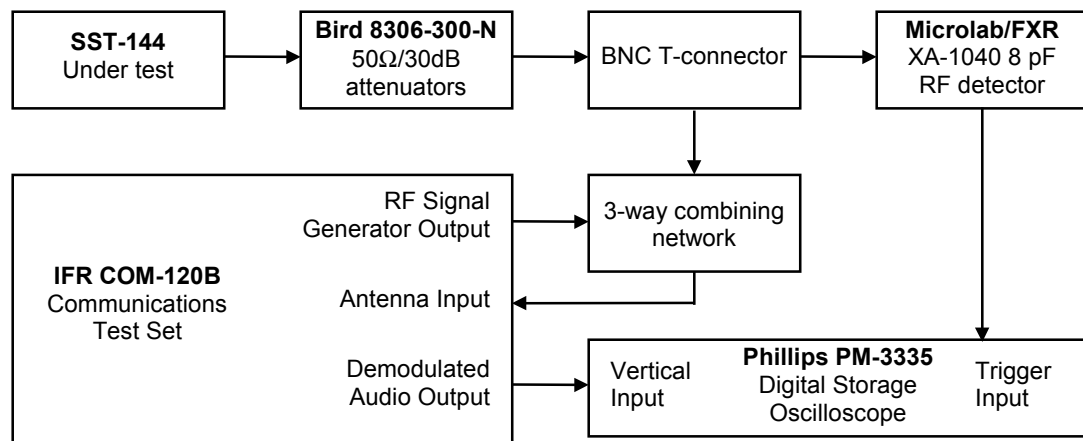 SST-144
Under test
Bird 8306-300-N
50Ω/30dB
attenuators
BNC T-connector
Microlab/FXR
XA-1040 8 pF
RF detector
RF Signal
Generator Output
3-way combining
network
IFR COM-120B
Communications
Test Set
Antenna Input
Demodulated
Audio Output
Vertical
Input
Phillips PM-3335
Digital Storage
Oscilloscope
Trigger
Input